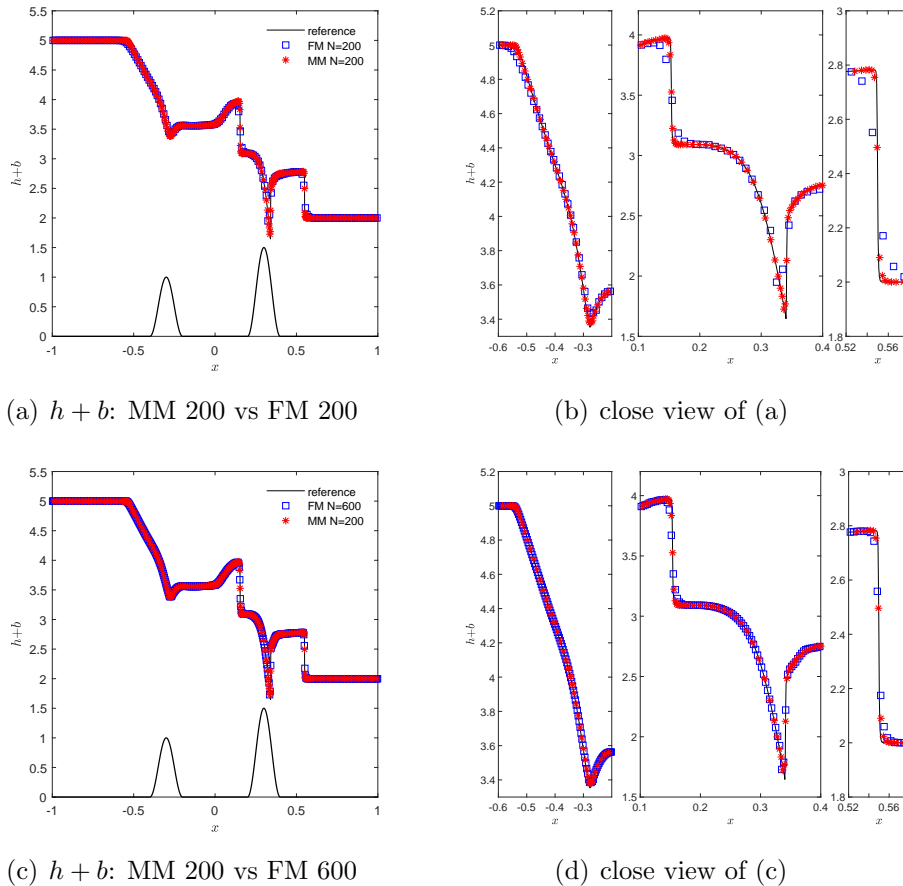 5.5
5
4.5
4
3.5
3
2.5
2
1.5
1
0.5
0
h+b
-1 -0.5 0 0.5 1
x
reference
FM N=200
MM N=200
5.2
5
4.8
4.6
4.4
4.2
4
3.8
3.6
3.4
h+b
-0.6 -0.5 -0.4 -0.3
x
4
3.5
3
2.5
2
1.5
0.1 0.2 0.3 0.4
x
3
2.8
2.6
2.4
2.2
2
1.8
0.52 0.56
x
(a) h + b: MM 200 vs FM 200
(b) close view of (a)
5.5
5
4.5
4
3.5
3
2.5
2
1.5
1
0.5
0
h+b
-1 -0.5 0 0.5 1
x
reference
FM N=600
MM N=200
5.2
5
4.8
4.6
4.4
4.2
4
3.8
3.6
3.4
h+b
-0.6 -0.5 -0.4 -0.3
x
4
3.5
3
2.5
2
1.5
0.1 0.2 0.3 0.4
x
3
2.8
2.6
2.4
2.2
2
1.8
0.52 0.56
x
(c) h + b: MM 200 vs FM 600
(d) close view of (c)